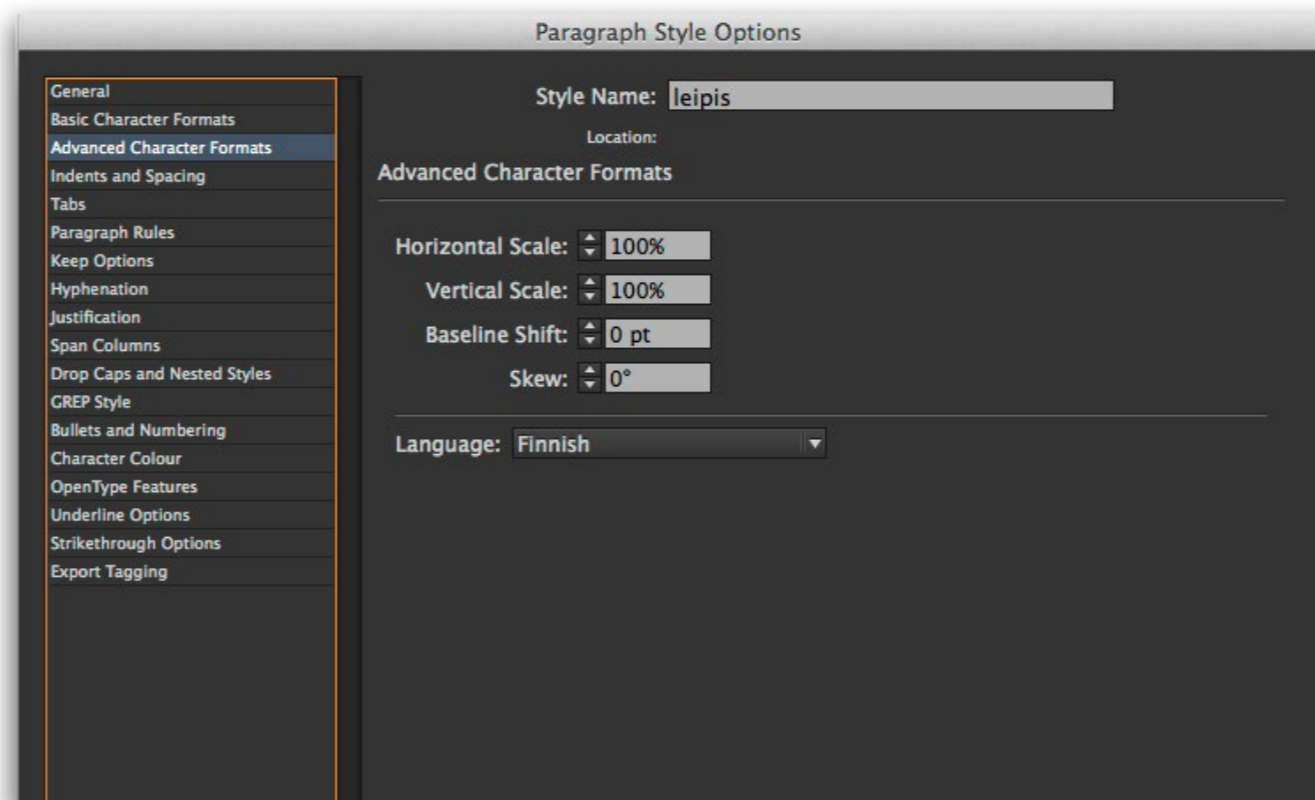 Paragraph Style Options
General
Basic Character Formats
Advanced Character Formats
Indents and Spacing
Tabs
Paragraph Rules
Keep Options
Hyphenation
Justification
Span Columns
Drop Caps and Nested Styles
GREP Style
Bullets and Numbering
Character Colour
OpenType Features
Underline Options
Strikethrough Options
Export Tagging
Style Name: leipis
Location:
Advanced Character Formats
Horizontal Scale: 100%
Vertical Scale: 100%
Baseline Shift: 0 pt
Skew: 0°
Language: Finnish